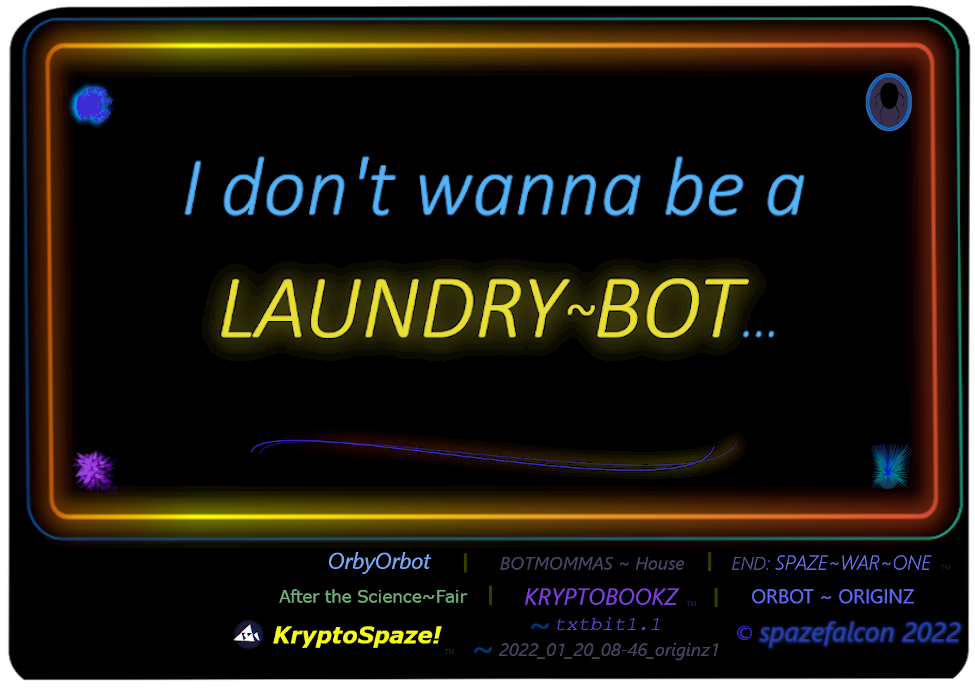 I don't wanna be a
LAUNDRY~BOT...
OrbyOrbot | BOTMOMMAS ~ House | END: SPAZE~WAR~ONE TM
After the Science~Fair | KRYPTOBOOKZ TM | ORBOT ~ ORIGINZ
KryptoSpaze! TM ~ txtbit1.1 © spazefalcon 2022
~ 2022_01_20_08-46_originz1